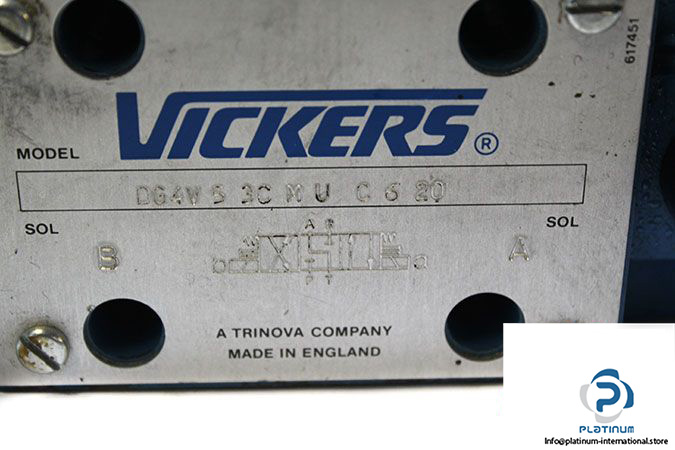 617451
VICKERS®
MODEL
DG4V 5 3C M U C 6 20
SOL SOL
A B
B A
P T
A TRINOVA COMPANY
MADE IN ENGLAND
PLATINUM
Info@platinum-international.store